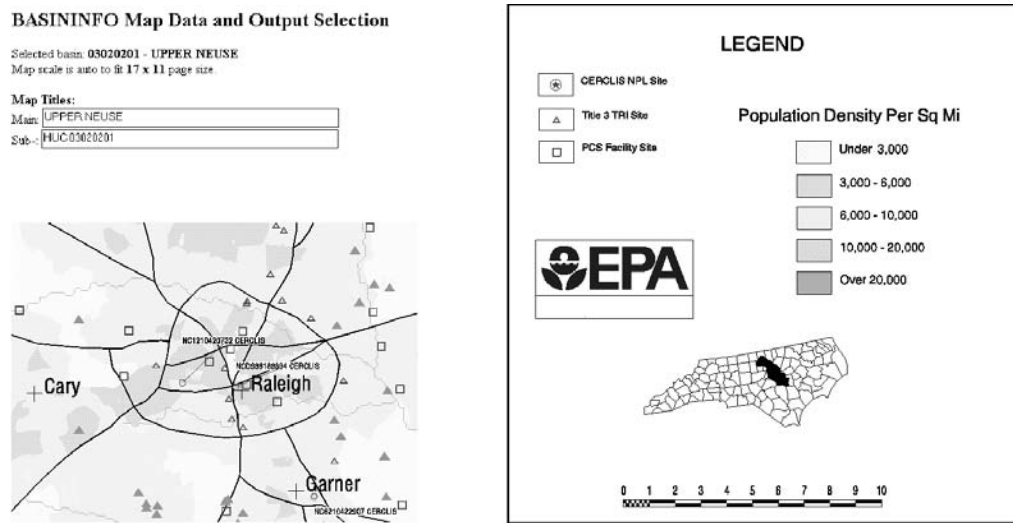 BASININFO Map Data and Output Selection
Selected basin: 03020201 - UPPER NEUSE
Map scale is auto to fit 17 x 11 page size.
Map Titles:
Main: UPPER NEUSE
Sub--: HUC 03020201
NC1210420732 CERCLIS
CERCLIS
Cary
Raleigh
Garner
CERCLIS
LEGEND
CERCLIS NPL Site
Title 3 TRI Site
PCS Facility Site
Population Density Per Sq Mi
Under 3,000
3,000 - 6,000
6,000 - 10,000
10,000 - 20,000
Over 20,000
EPA
0 1 2 3 4 5 6 7 8 9 10